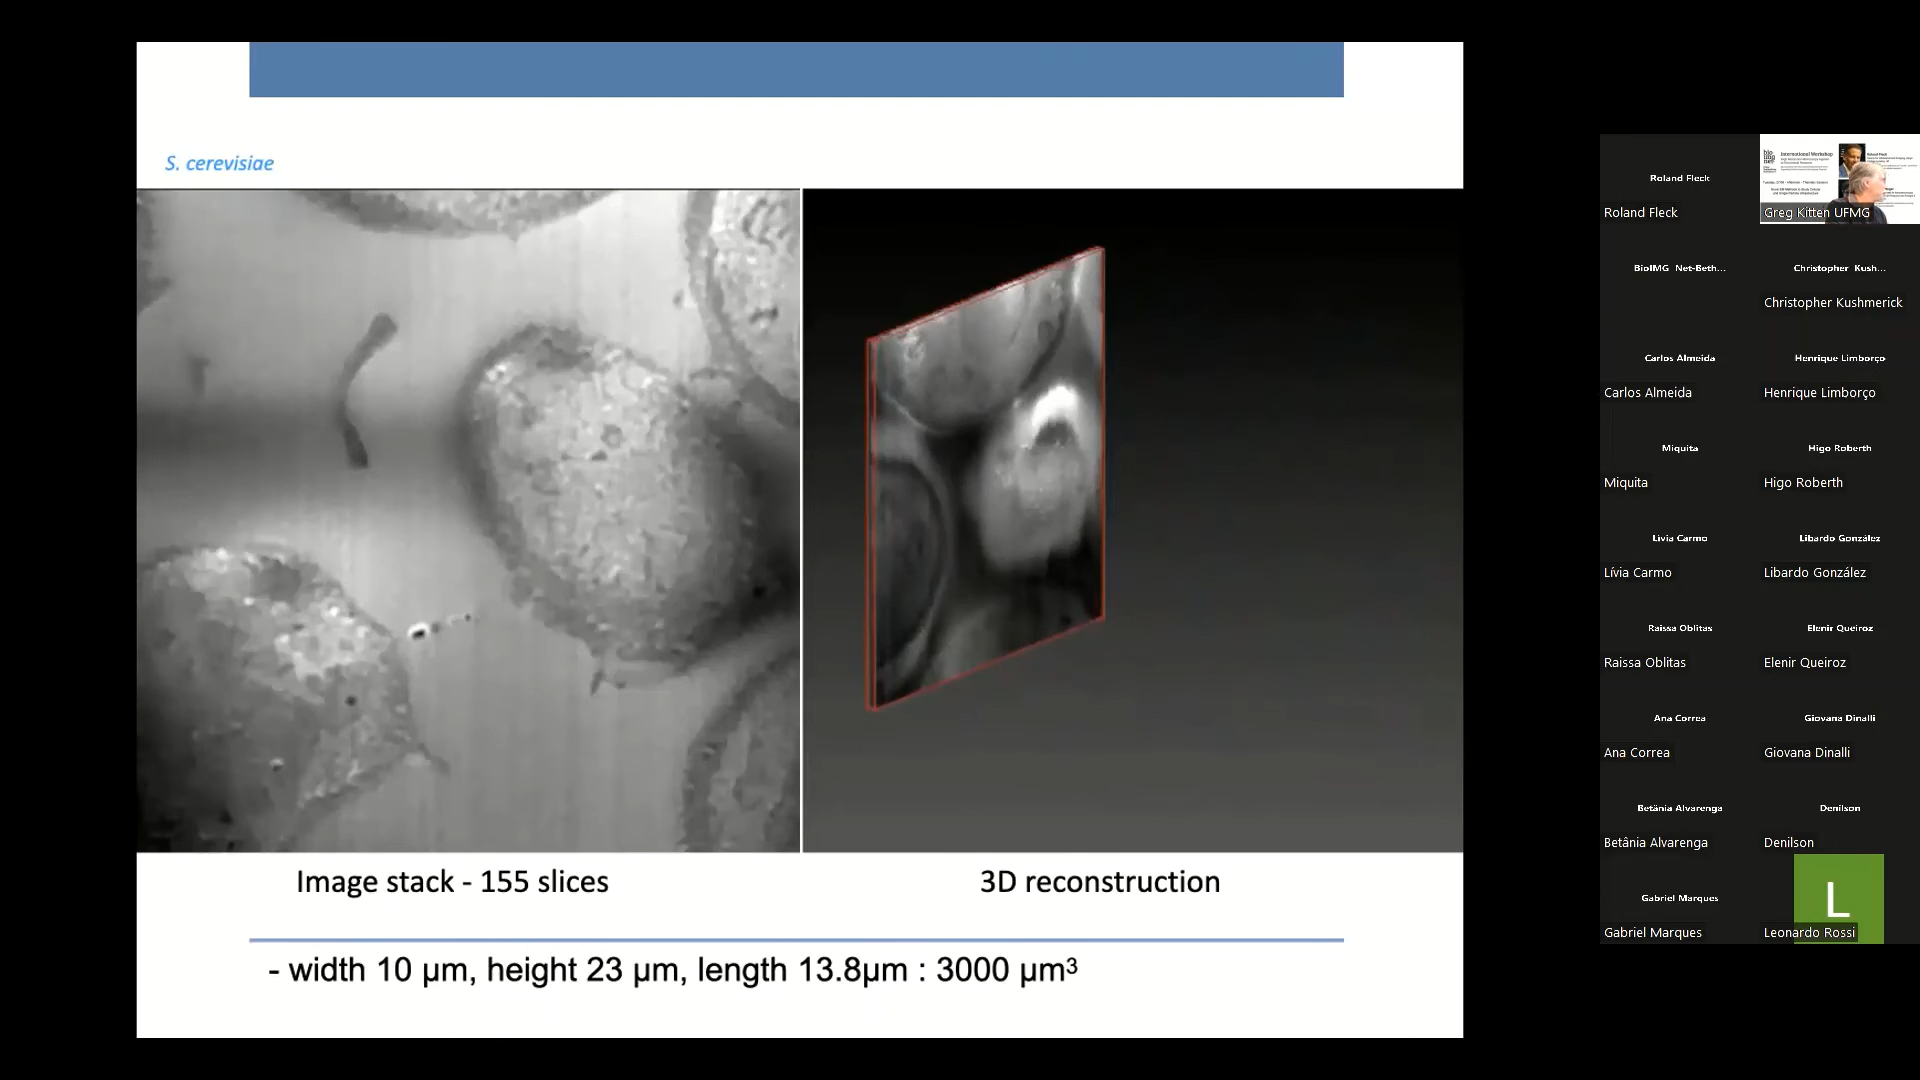 S. cerevisiae
Image stack - 155 slices
3D reconstruction
- width 10 µm, height 23 µm, length 13.8µm : 3000 µm³
Roland Fleck
Roland Fleck
International Workshop
Greg Kitten UFMG
BioIMG Net-Beth...
Christopher Kush...
Christopher Kushmerick
Carlos Almeida
Carlos Almeida
Henrique Limborço
Henrique Limborço
Miquita
Miquita
Higo Roberth
Higo Roberth
Lívia Carmo
Lívia Carmo
Libardo González
Libardo González
Raissa Oblitas
Raissa Oblitas
Elenir Queiroz
Elenir Queiroz
Ana Correa
Ana Correa
Giovana Dinalli
Giovana Dinalli
Betânia Alvarenga
Betânia Alvarenga
Denilson
Denilson
Gabriel Marques
Gabriel Marques
L
Leonardo Rossi